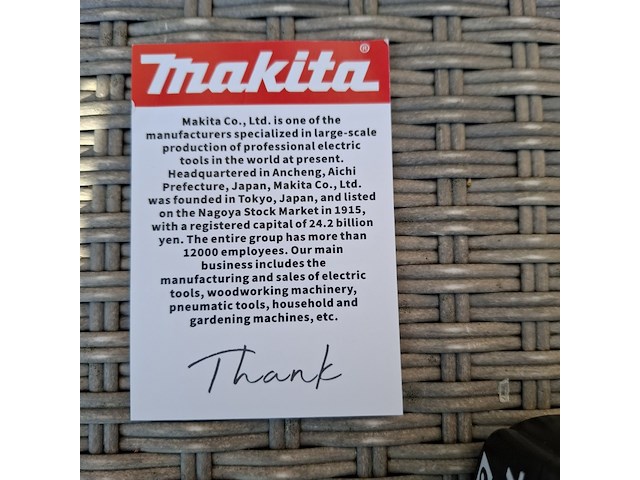 makita®
Makita Co., Ltd. is one of the
manufacturers specialized in large-scale
production of professional electric
tools in the world at present.
Headquartered in Ancheng, Aichi
Prefecture, Japan, Makita Co., Ltd.
was founded in Tokyo, Japan, and listed
on the Nagoya Stock Market in 1915,
with a registered capital of 24.2 billion
yen. The entire group has more than
12000 employees. Our main
business includes the
manufacturing and sales of electric
tools, woodworking machinery,
pneumatic tools, household and
gardening machines, etc.
Thank